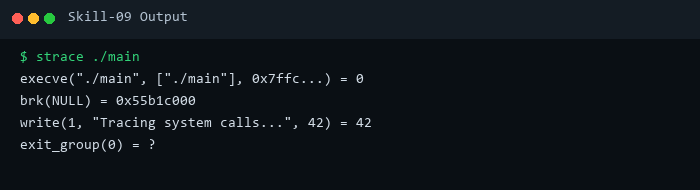 Skill-09 Output
$ strace ./main
execve("./main", ["./main"], 0x7ffc...) = 0
brk(NULL) = 0x55b1c000
write(1, "Tracing system calls...", 42) = 42
exit_group(0) = ?